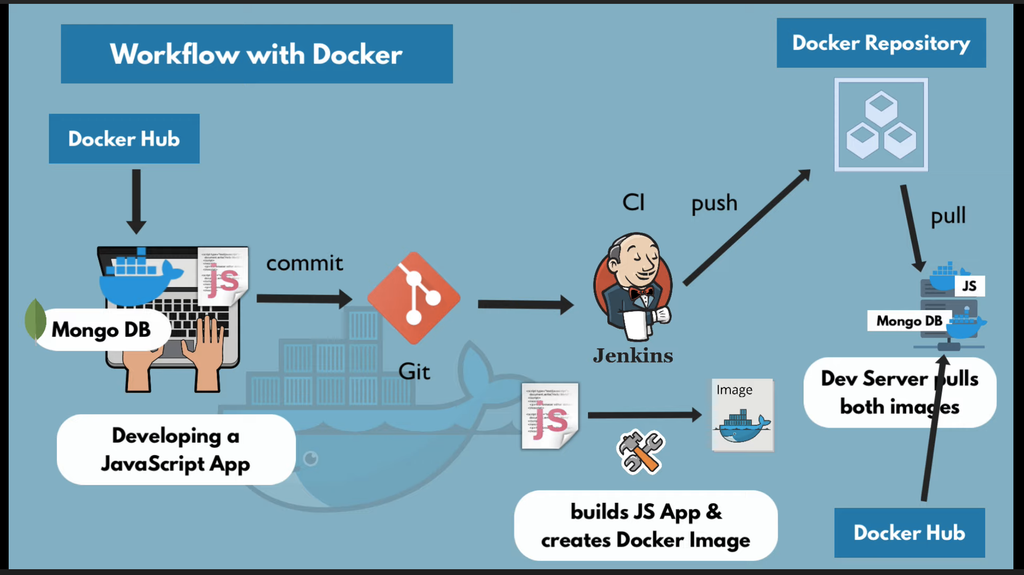 Workflow with Docker
Docker Repository
Docker Hub
CI
push
pull
js
commit
JS
Mongo DB
Mongo DB
Jenkins
Git
Dev Server pulls
both images
js
Image
Developing a
JavaScript App
builds JS App &
creates Docker Image
Docker Hub